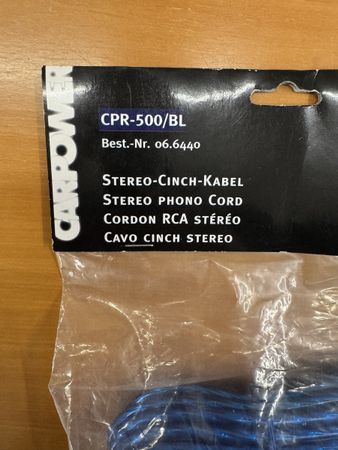 CARPOWER
CPR-500/BL
Best.-Nr. 06.6440
Stereo-Cinch-Kabel
Stereo phono Cord
Cordon RCA stéréo
Cavo cinch stereo